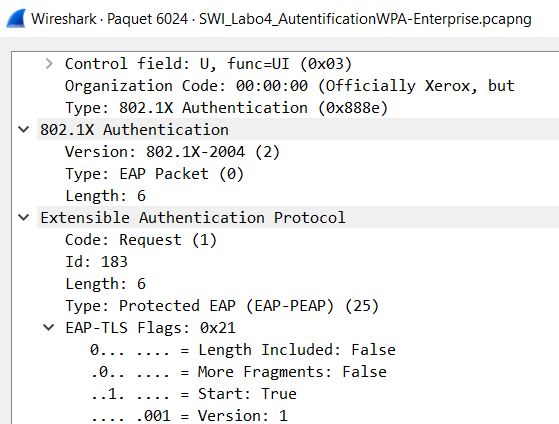 Wireshark · Paquet 6024 · SWI_Labo4_AutentificationWPA-Enterprise.pcapng
Control field: U, func=UI (0x03)
Organization Code: 00:00:00 (Officially Xerox, but
Type: 802.1X Authentication (0x888e)
802.1X Authentication
Version: 802.1X-2004 (2)
Type: EAP Packet (0)
Length: 6
Extensible Authentication Protocol
Code: Request (1)
Id: 183
Length: 6
Type: Protected EAP (EAP-PEAP) (25)
EAP-TLS Flags: 0x21
0... .... = Length Included: False
.0.. .... = More Fragments: False
..1. .... = Start: True
.... .001 = Version: 1